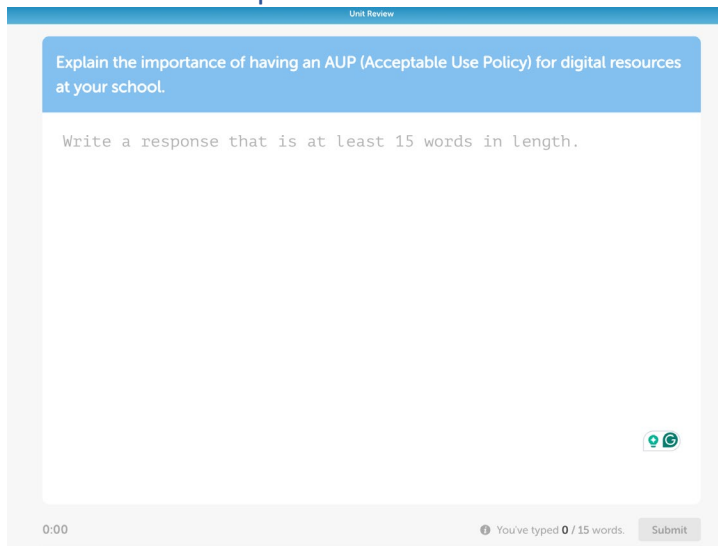 Unit Review
Explain the importance of having an AUP (Acceptable Use Policy) for digital resources
at your school.
Write a response that is at least 15 words in length.
0:00
You've typed 0 / 15 words.
Submit